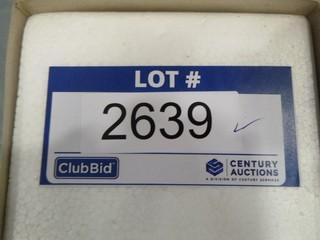 LOT #
2639
ClubBid
CENTURY
AUCTIONS
A DIVISION OF CENTURY SERVICES